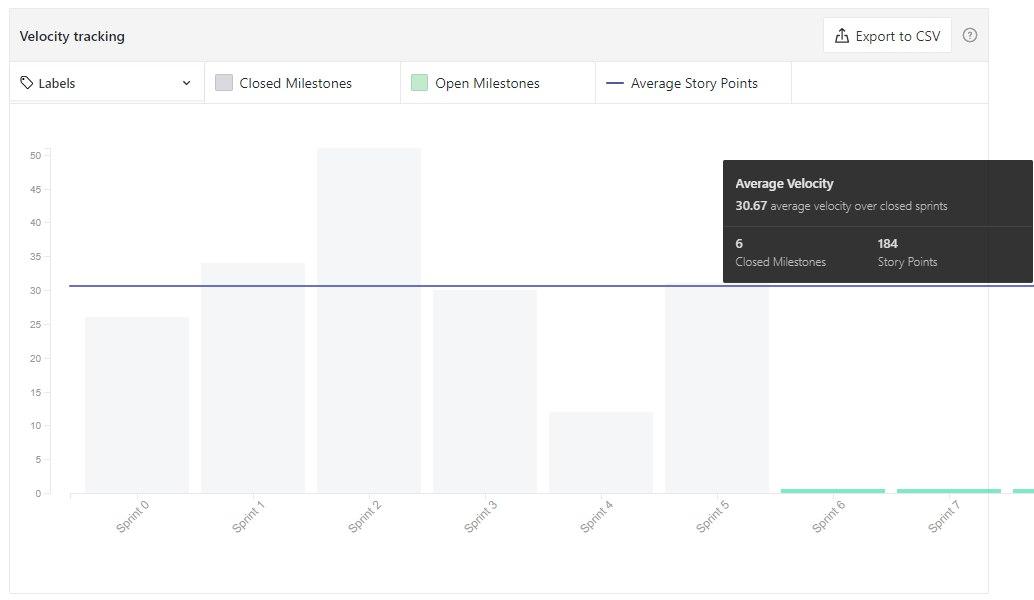 Velocity tracking
Export to CSV
?
Labels
Closed Milestones
Open Milestones
Average Story Points
50
45
40
35
30
25
20
15
10
5
0
Average Velocity
30.67 average velocity over closed sprints
6
Closed Milestones
184
Story Points
Sprint 0
Sprint 1
Sprint 2
Sprint 3
Sprint 4
Sprint 5
Sprint 6
Sprint 7